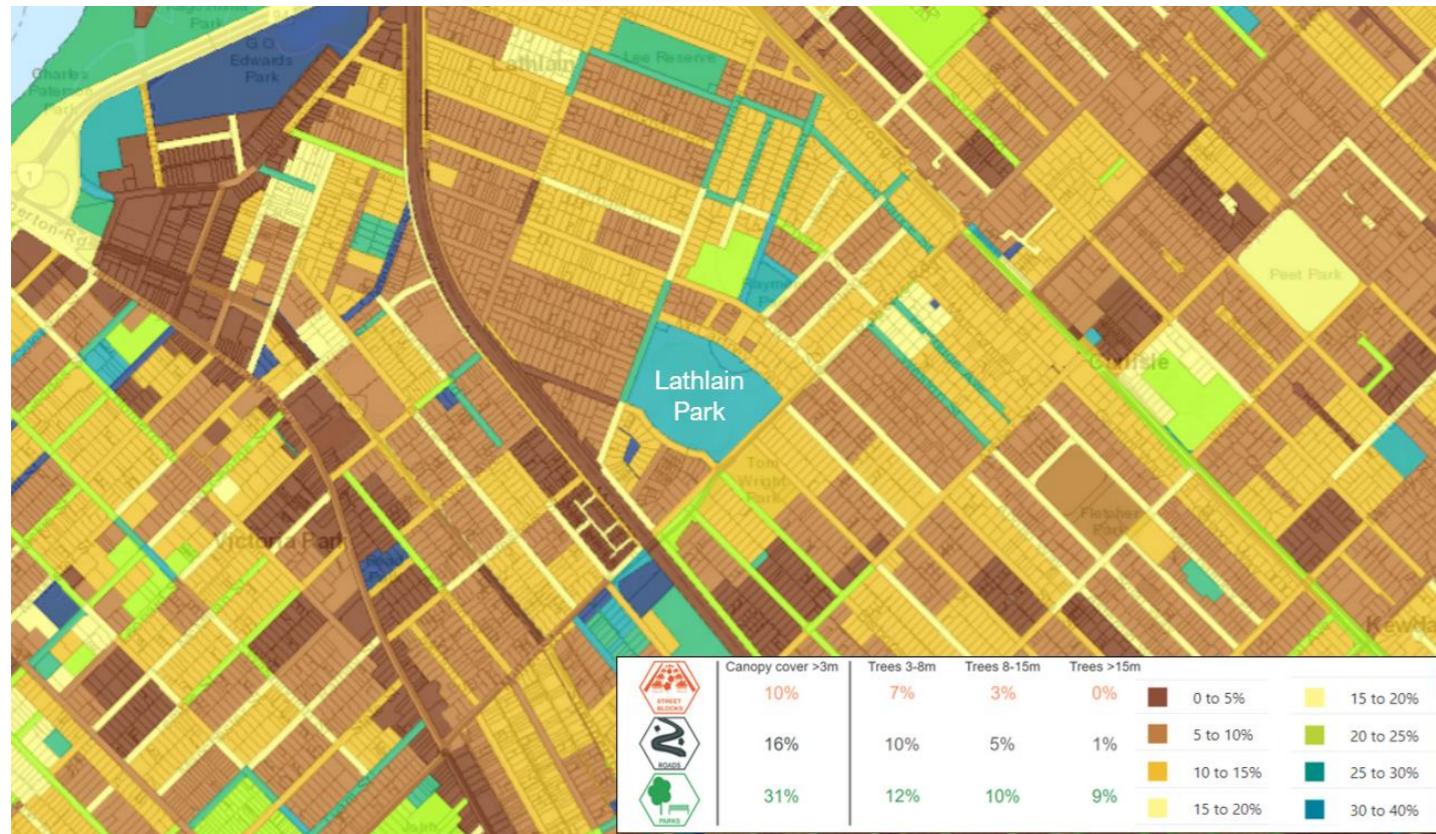 Park
G O
Edwards
Park
Charles
Paterson
Park
1
Lathlain
Lee Reserve
Peet Park
Lathlain
Park
Carlisle
Tom
Wright
Park
Fletcher
Park
Victoria Park
Canopy cover >3m Trees 3-8m Trees 8-15m Trees >15m
STREET
BLOCKS
10% 7% 3% 0%
ROADS
16% 10% 5% 1%
PARKS
31% 12% 10% 9%
0 to 5% 15 to 20%
5 to 10% 20 to 25%
10 to 15% 25 to 30%
15 to 20% 30 to 40%